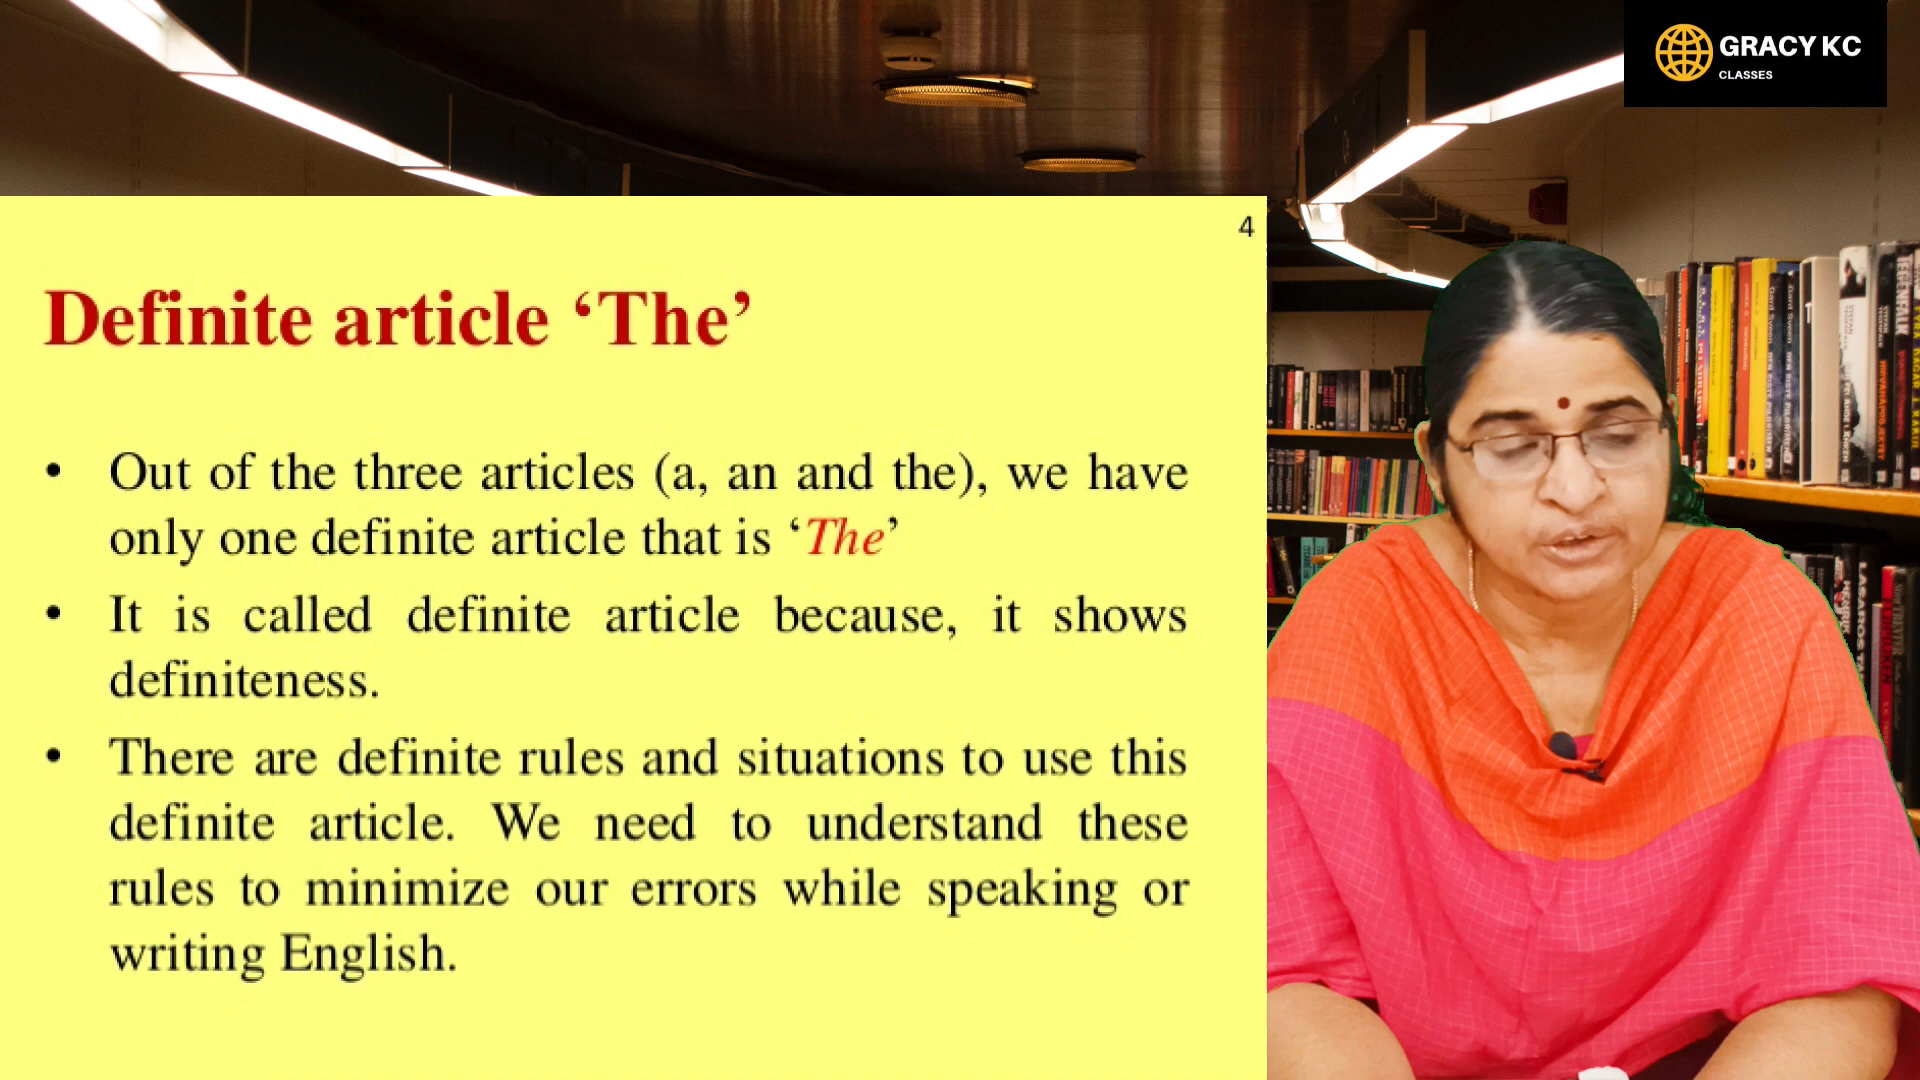 GRACY KC
CLASSES
4
Definite article ‘The’
• Out of the three articles (a, an and the), we have
only one definite article that is ‘The’
• It is called definite article because, it shows
definiteness.
• There are definite rules and situations to use this
definite article. We need to understand these
rules to minimize our errors while speaking or
writing English.